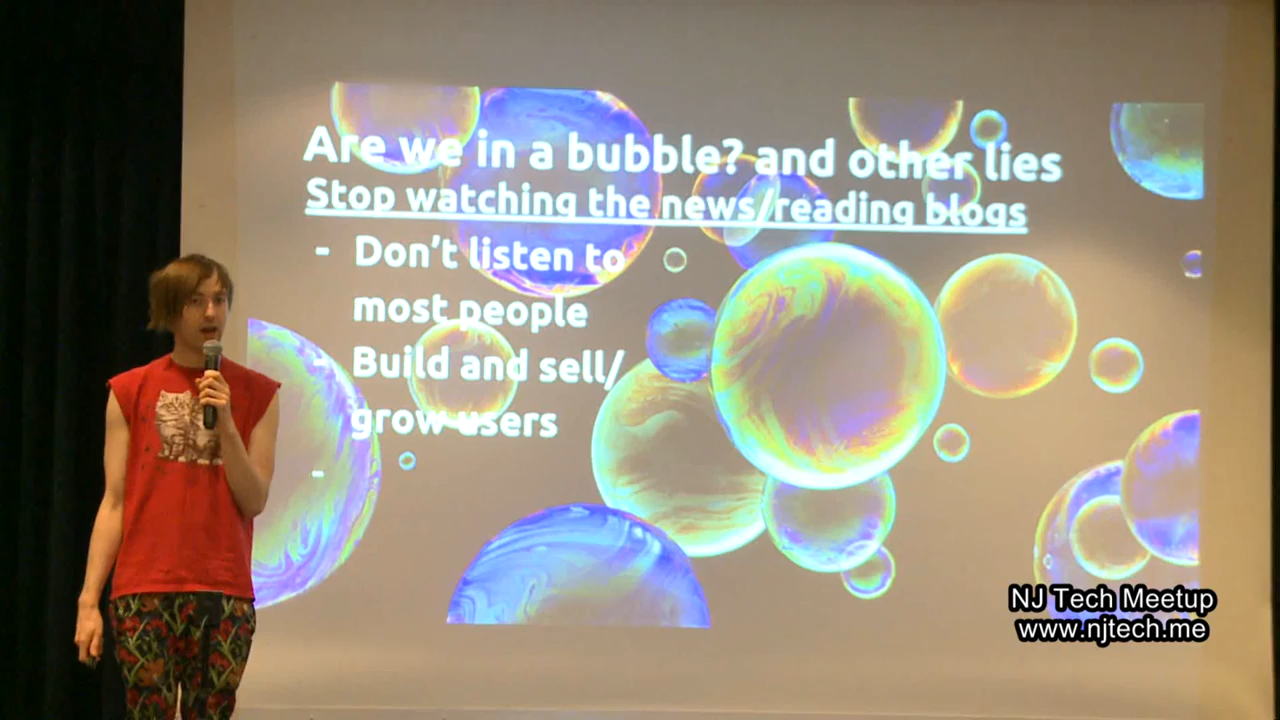 Are we in a bubble? and other lies
Stop watching the news/reading blogs
- Don't listen to
most people
- Build and sell/
grow users
-
NJ Tech Meetup
www.njtech.me